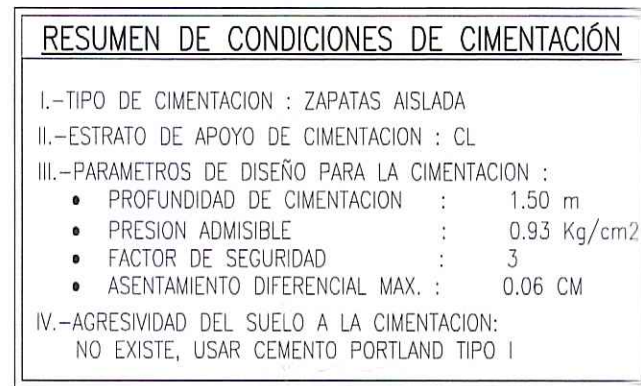 RESUMEN DE CONDICIONES DE CIMENTACIÓN
I.-TIPO DE CIMENTACION : ZAPATAS AISLADA
II.-ESTRATO DE APOYO DE CIMENTACION : CL
III.-PARAMETROS DE DISEÑO PARA LA CIMENTACION :
• PROFUNDIDAD DE CIMENTACION : 1.50 m
• PRESION ADMISIBLE : 0.93 Kg/cm2
• FACTOR DE SEGURIDAD : 3
• ASENTAMIENTO DIFERENCIAL MAX. : 0.06 CM
IV.-AGRESIVIDAD DEL SUELO A LA CIMENTACION:
NO EXISTE, USAR CEMENTO PORTLAND TIPO I